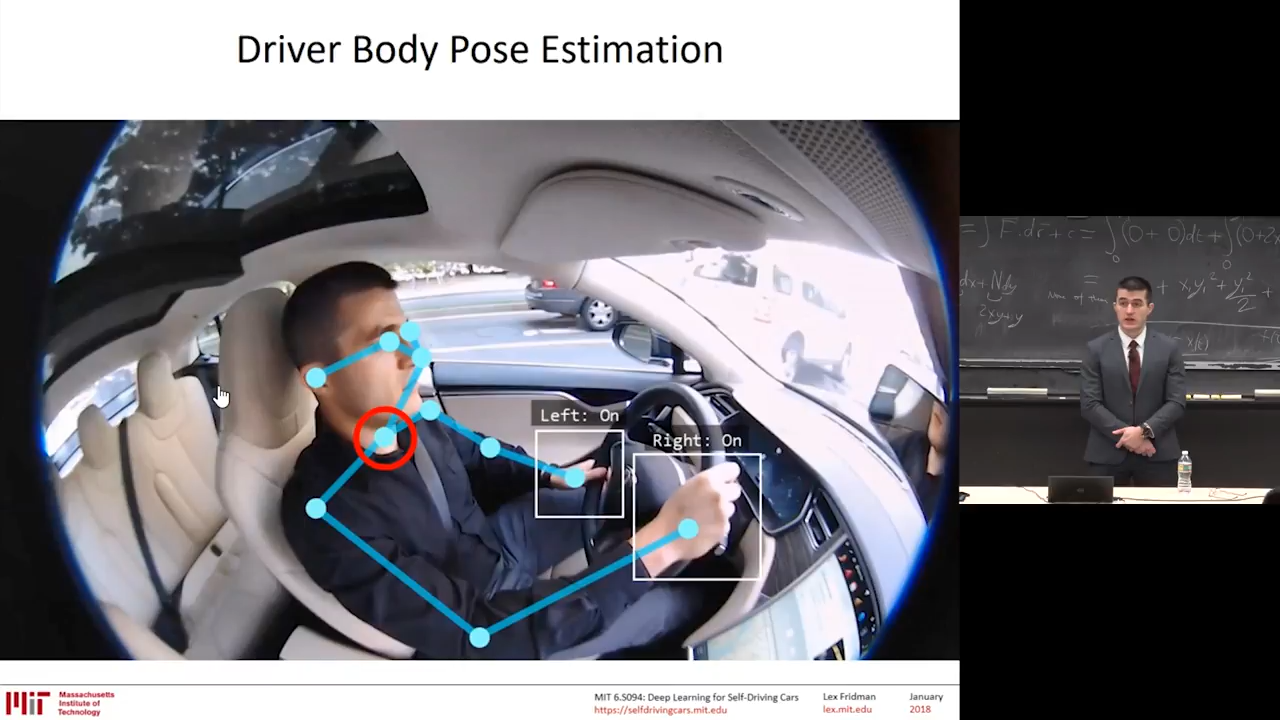 Driver Body Pose Estimation
Left: On
Right: On
MIT
Massachusetts
Institute of
Technology
MIT 6.S094: Deep Learning for Self-Driving Cars
https://selfdrivingcars.mit.edu
Lex Fridman
lex.mit.edu
January
2018